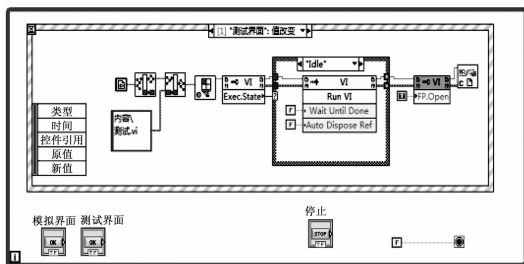 [1] "测试界面": 值改变
类型
时间
控件引用
原值
新值
内容\
测试.vi
VI
Exec.State
"Idle"
VI
Run VI
F
Wait Until Done
F
Auto Dispose Ref
VI
FP.Open
模拟界面
测试界面
OK
TF
OK
TF
停止
STOP
TF
F
i